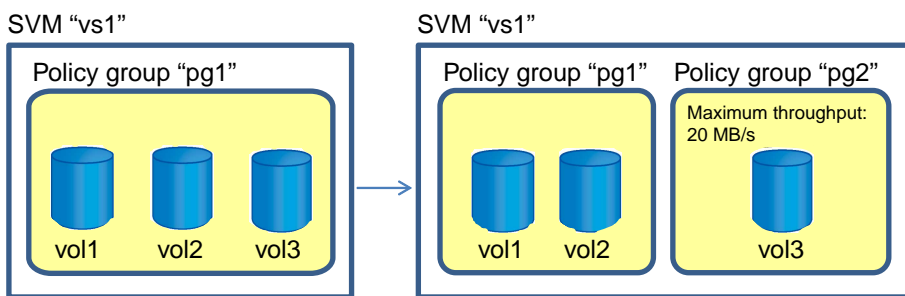 SVM “vs1”
Policy group “pg1”
vol1
vol2
vol3
SVM “vs1”
Policy group “pg1”
vol1
vol2
Policy group “pg2”
Maximum throughput:
20 MB/s
vol3